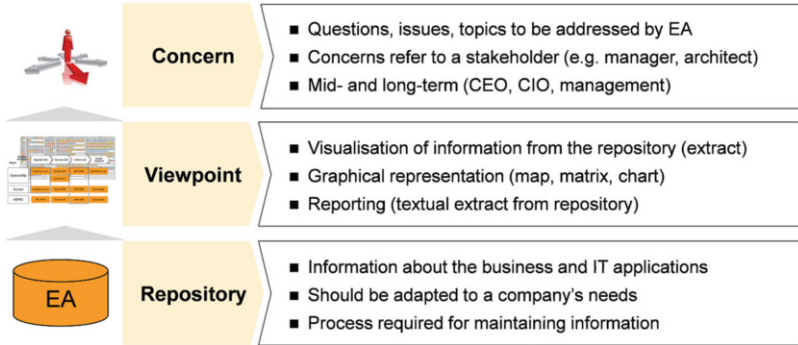 Concern
■ Questions, issues, topics to be addressed by EA
■ Concerns refer to a stakeholder (e.g. manager, architect)
■ Mid- and long-term (CEO, CIO, management)
Viewpoint
■ Visualisation of information from the repository (extract)
■ Graphical representation (map, matrix, chart)
■ Reporting (textual extract from repository)
EA
Repository
■ Information about the business and IT applications
■ Should be adapted to a company's needs
■ Process required for maintaining information